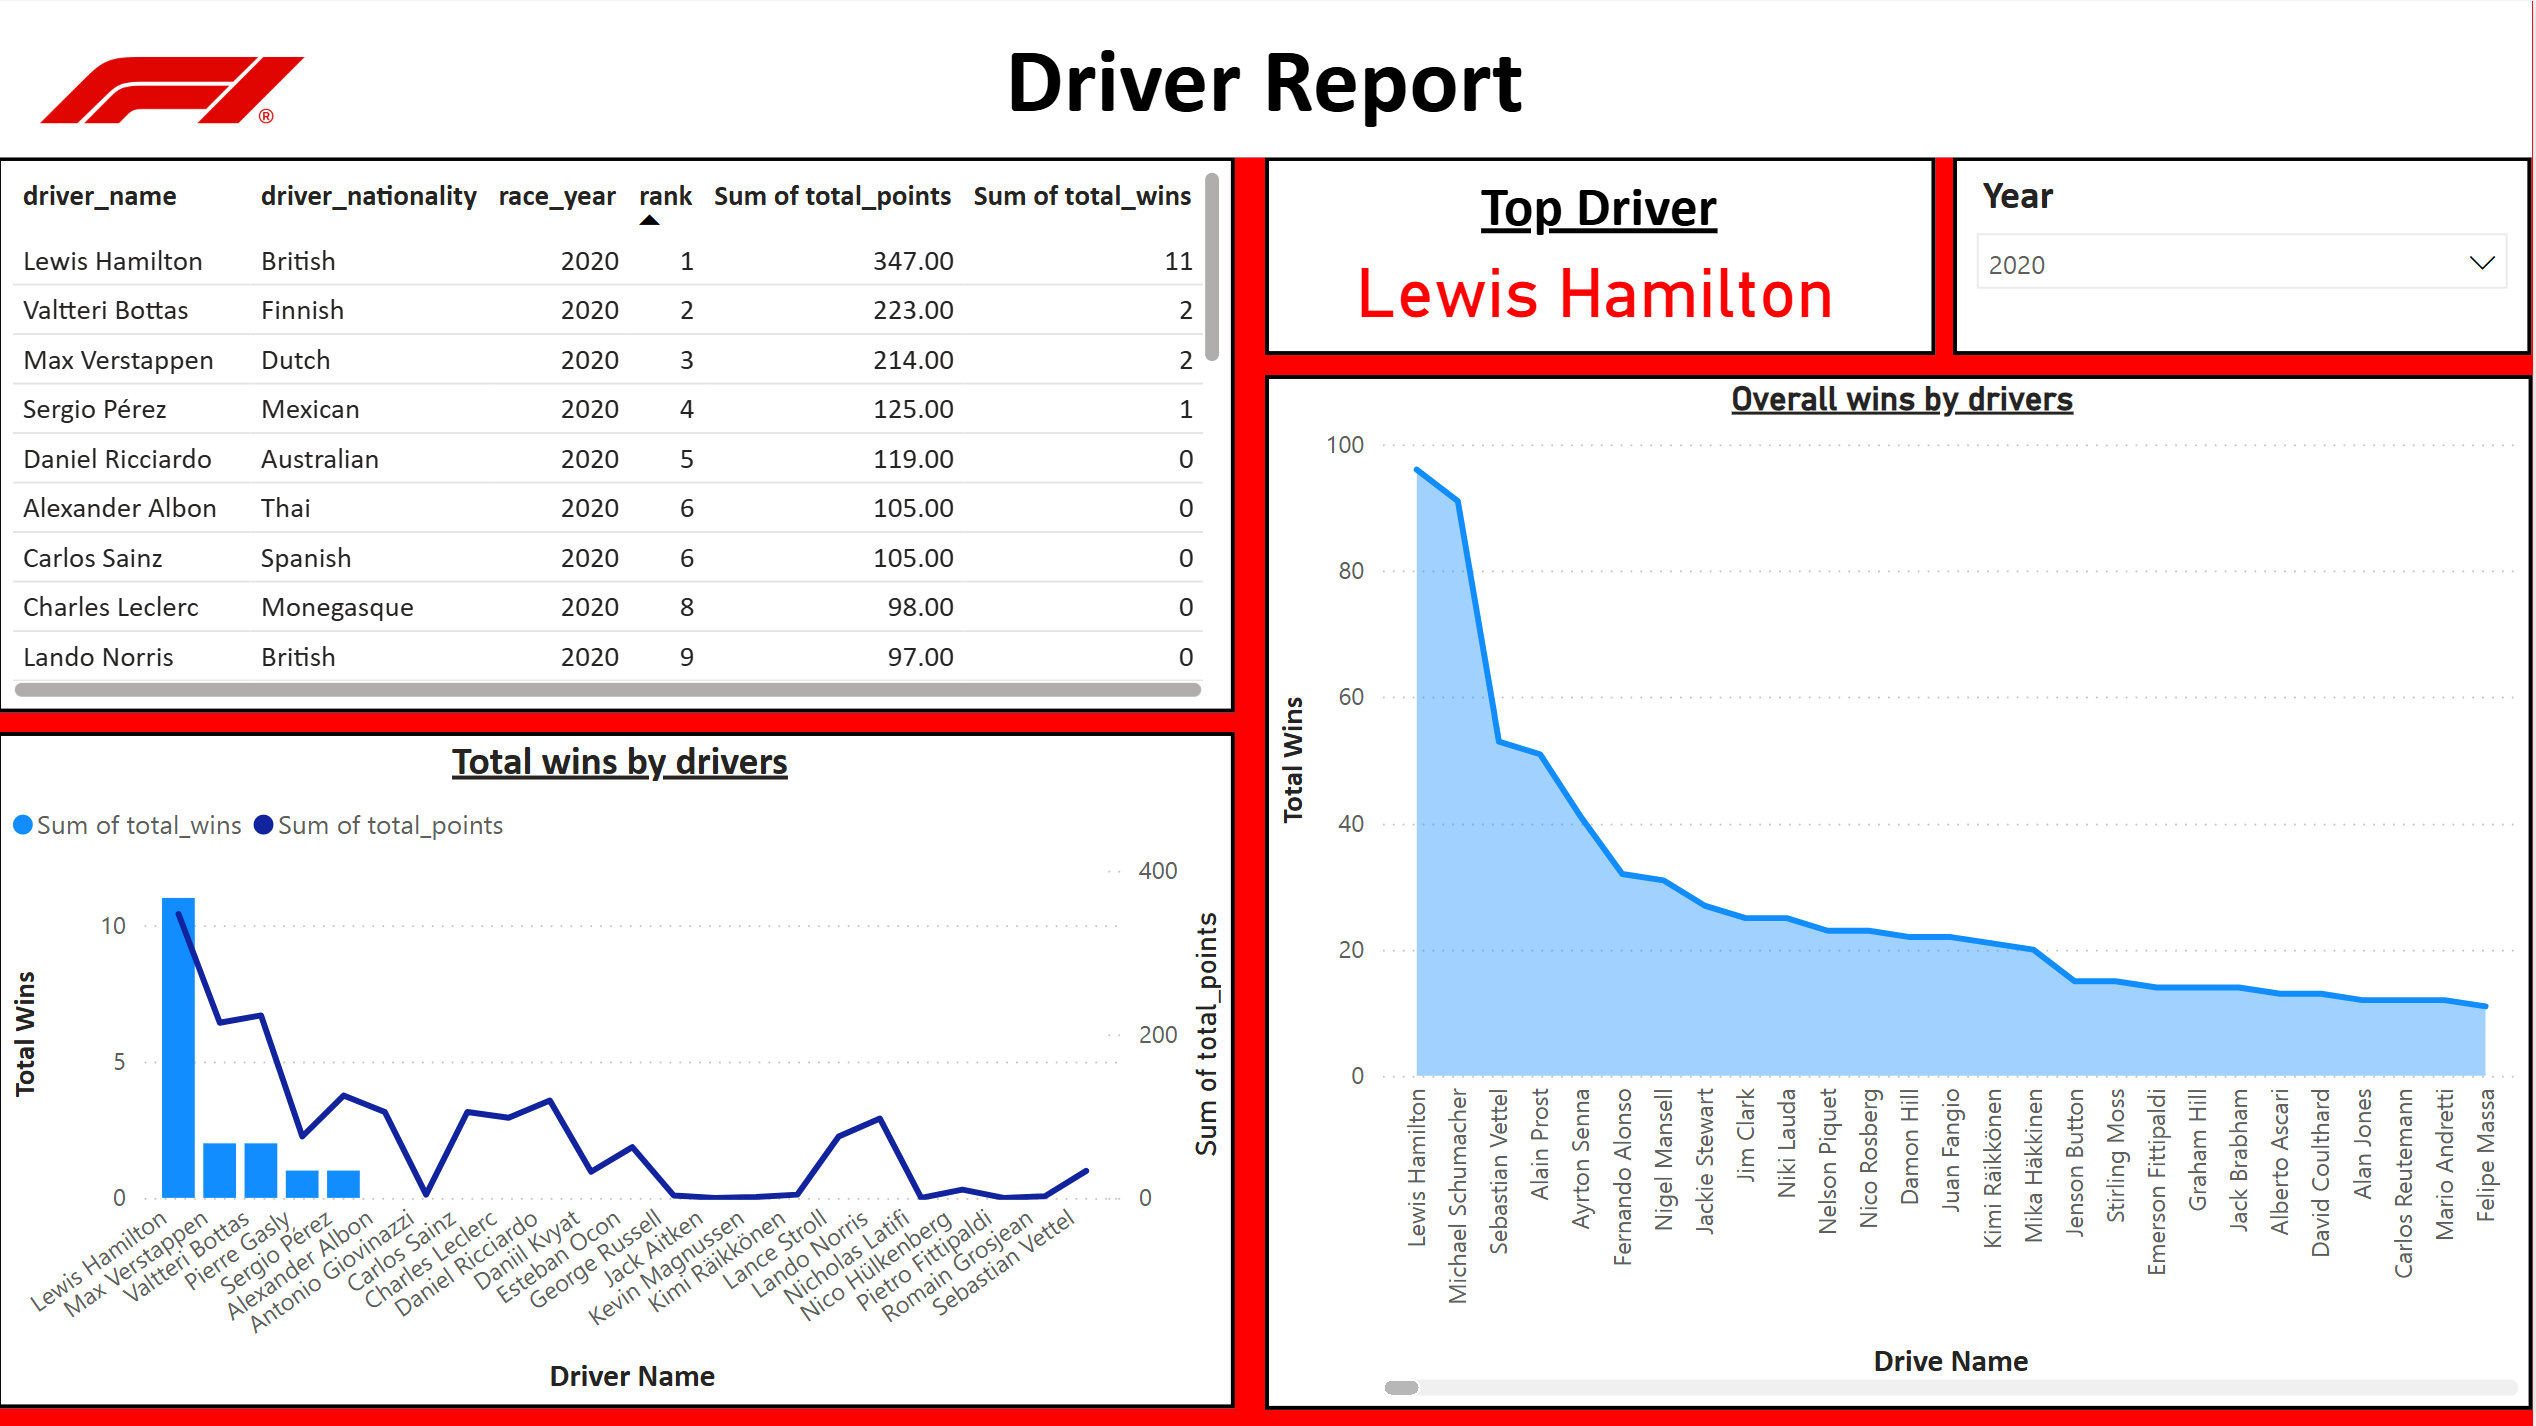 F1®
Driver Report
driver_name driver_nationality race_year rank Sum of total_points Sum of total_wins
Lewis Hamilton British 2020 1 347.00 11
Valtteri Bottas Finnish 2020 2 223.00 2
Max Verstappen Dutch 2020 3 214.00 2
Sergio Pérez Mexican 2020 4 125.00 1
Daniel Ricciardo Australian 2020 5 119.00 0
Alexander Albon Thai 2020 6 105.00 0
Carlos Sainz Spanish 2020 6 105.00 0
Charles Leclerc Monegasque 2020 8 98.00 0
Lando Norris British 2020 9 97.00 0
Top Driver
Lewis Hamilton
Year
2020
Total wins by drivers
Sum of total_wins Sum of total_points
Total Wins
10
5
0
400
200
0
Sum of total_points
Lewis Hamilton
Max Verstappen
Valtteri Bottas
Pierre Gasly
Sergio Pérez
Alexander Albon
Antonio Giovinazzi
Carlos Sainz
Charles Leclerc
Daniel Ricciardo
Daniil Kvyat
Esteban Ocon
George Russell
Jack Aitken
Kevin Magnussen
Kimi Räikkönen
Lance Stroll
Lando Norris
Nicholas Latifi
Nico Hülkenberg
Pietro Fittipaldi
Romain Grosjean
Sebastian Vettel
Driver Name
Overall wins by drivers
Total Wins
100
80
60
40
20
0
Lewis Hamilton
Michael Schumacher
Sebastian Vettel
Alain Prost
Ayrton Senna
Fernando Alonso
Nigel Mansell
Jackie Stewart
Jim Clark
Niki Lauda
Nelson Piquet
Nico Rosberg
Damon Hill
Juan Fangio
Kimi Räikkönen
Mika Häkkinen
Jenson Button
Stirling Moss
Emerson Fittipaldi
Graham Hill
Jack Brabham
Alberto Ascari
David Coulthard
Alan Jones
Carlos Reutemann
Mario Andretti
Felipe Massa
Drive Name